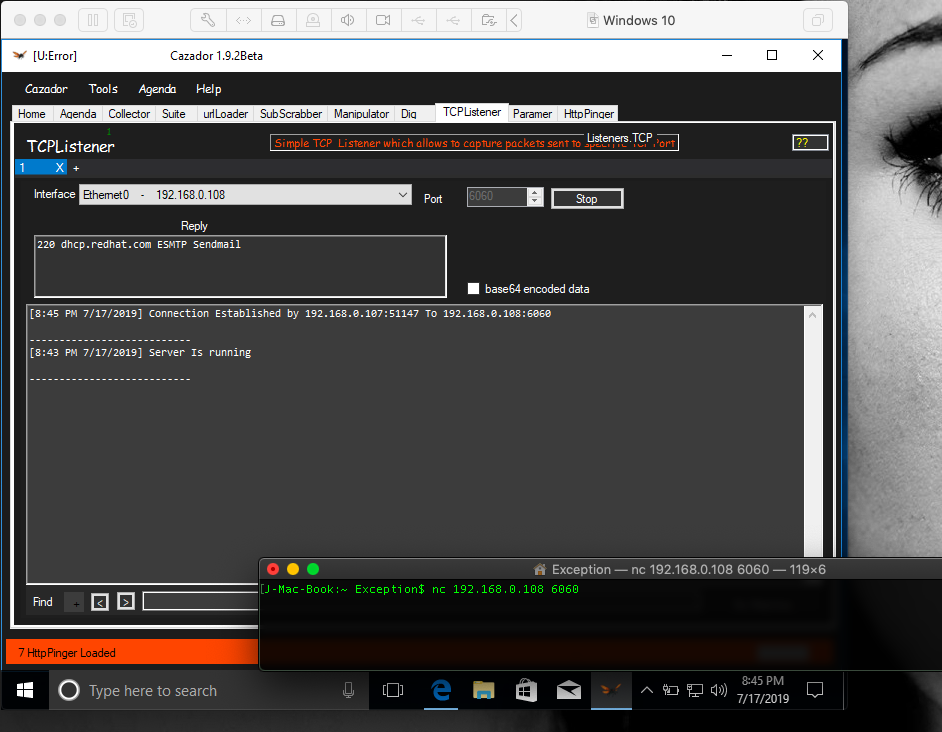 Windows 10
[U:Error] Cazador 1.9.2Beta
Cazador Tools Agenda Help
Home Agenda Collector Suite urlLoader SubScrabber Manipulator Dig TCPListener Paramer HttpPinger
1
TCPListener
Simple TCP Listener which allows to capture packets sent to specific TCP Port
Listeners.TCP
??
1 X +
Interface Ethernet0 - 192.168.0.108 Port 6060 Stop
Reply
220 dhcp.redhat.com ESMTP Sendmail
base64 encoded data
[8:45 PM 7/17/2019] Connection Established by 192.168.0.107:51147 To 192.168.0.108:6060
---------------------------
[8:43 PM 7/17/2019] Server Is running
---------------------------
Find + < >
Exception — nc 192.168.0.108 6060 — 119×6
[J-Mac-Book:~ Exception$ nc 192.168.0.108 6060
7 HttpPinger Loaded
Type here to search
8:45 PM
7/17/2019